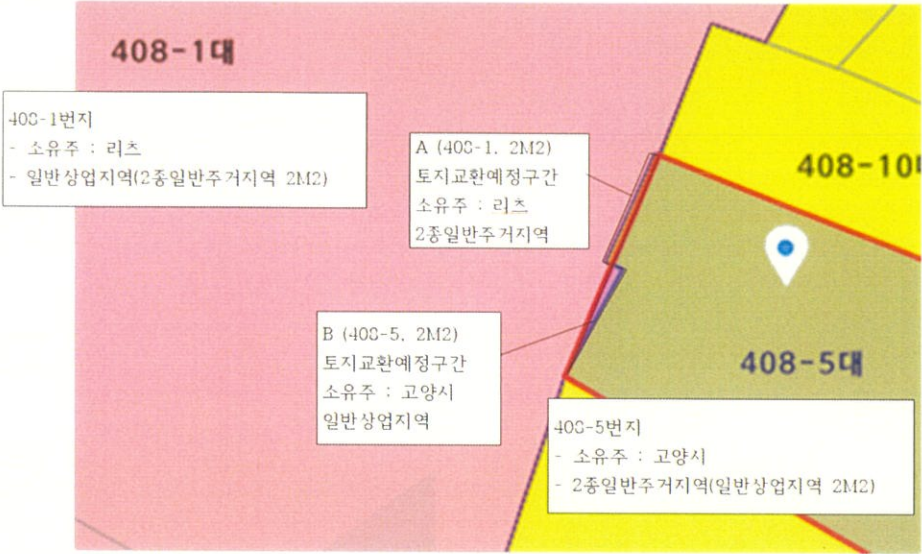 408-1대
408-1번지
- 소유주 : 리츠
- 일반상업지역(2종일반주거지역 2M2)
A (408-1, 2M2)
토지교환예정구간
소유주 : 리츠
2종일반주거지역
408-10
B (408-5, 2M2)
토지교환예정구간
소유주 : 고양시
일반상업지역
408-5대
408-5번지
- 소유주 : 고양시
- 2종일반주거지역(일반상업지역 2M2)